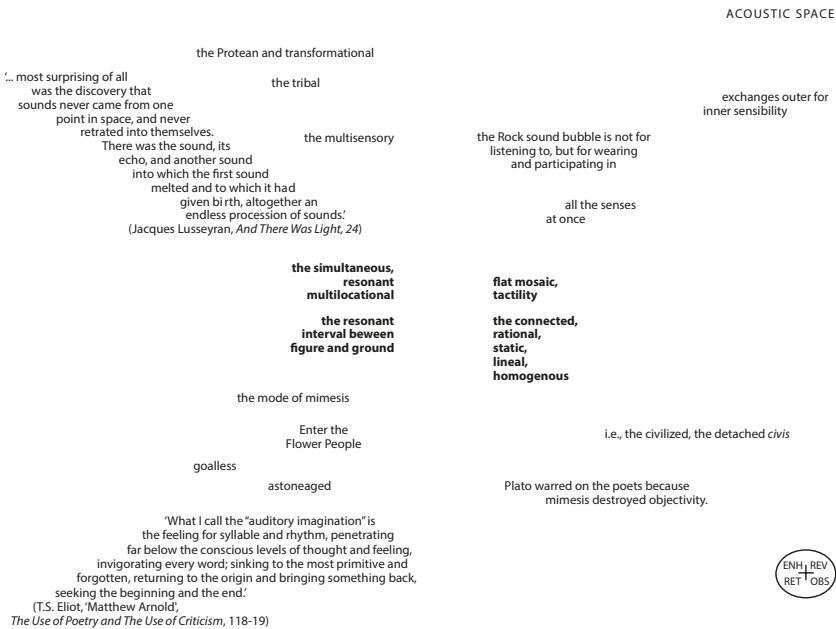 ACOUSTIC SPACE
the Protean and transformational
'... most surprising of all
was the discovery that
sounds never came from one
point in space, and never
retrated into themselves.
There was the sound, its
echo, and another sound
into which the first sound
melted and to which it had
given bi rth, altogether an
endless procession of sounds.'
(Jacques Lusseyran, And There Was Light, 24)
the tribal
the multisensory
exchanges outer for
inner sensibility
the Rock sound bubble is not for
listening to, but for wearing
and participating in
all the senses
at once
the simultaneous,
resonant
multilocational
flat mosaic,
tactility
the resonant
interval beween
figure and ground
the connected,
rational,
static,
lineal,
homogenous
the mode of mimesis
Enter the
Flower People
i.e., the civilized, the detached civis
goalless
astoneaged
Plato warred on the poets because
mimesis destroyed objectivity.
'What I call the "auditory imagination" is
the feeling for syllable and rhythm, penetrating
far below the conscious levels of thought and feeling,
invigorating every word; sinking to the most primitive and
forgotten, returning to the origin and bringing something back,
seeking the beginning and the end.'
(T.S. Eliot, 'Matthew Arnold',
The Use of Poetry and The Use of Criticism, 118-19)
ENH REV
RET OBS